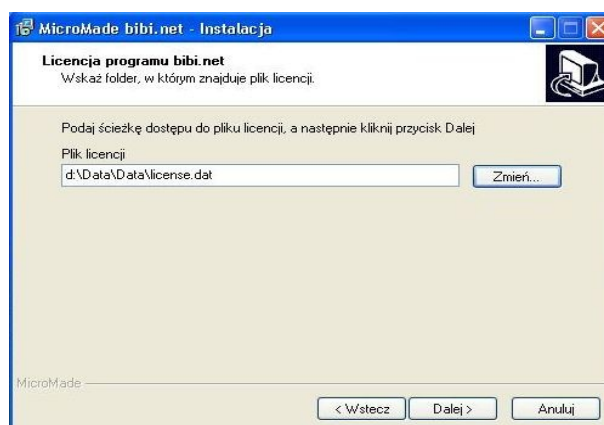 MicroMade bibi.net - Instalacja
Licencja programu bibi.net
Wskaż folder, w którym znajduje plik licencji.
Podaj ścieżkę dostępu do pliku licencji, a następnie kliknij przycisk Dalej
Plik licencji
d:\Data\Data\license.dat
Zmień...
MicroMade
< Wstecz
Dalej >
Anuluj